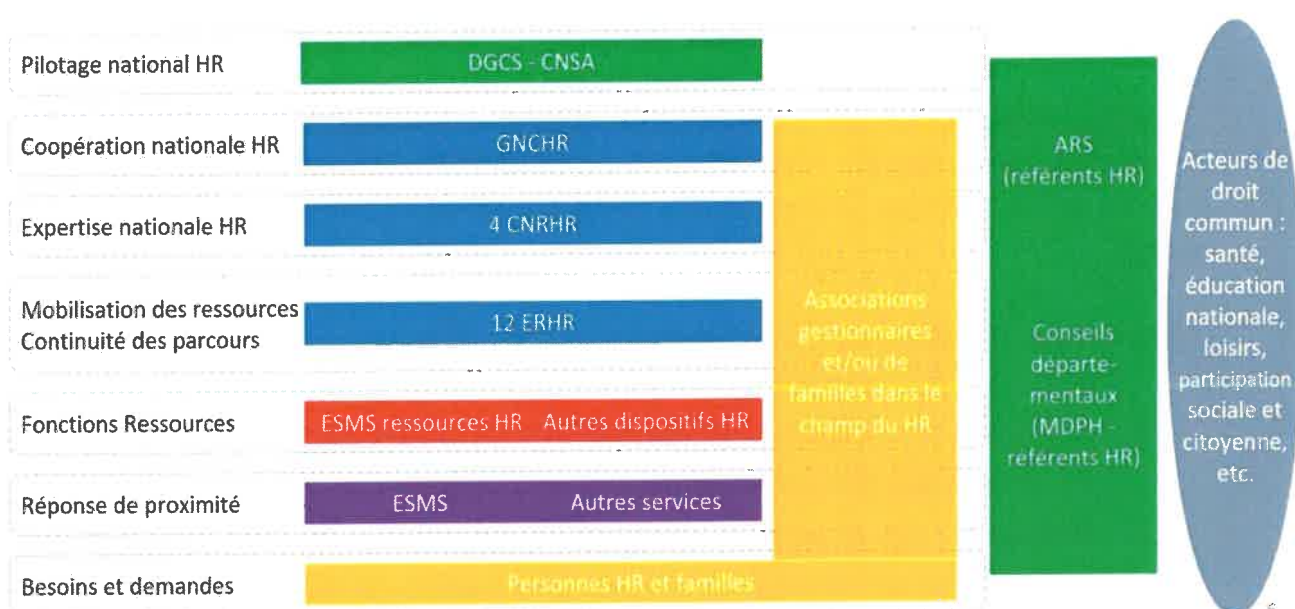 Pilotage national HR
DGCS - CNSA
Coopération nationale HR
GNCHR
Expertise nationale HR
4 CNRHR
Mobilisation des ressources
Continuité des parcours
12 ERHR
Fonctions Ressources
ESMS ressources HR Autres dispositifs HR
Réponse de proximité
ESMS Autres services
Besoins et demandes
Personnes HR et familles
Associations
gestionnaires
et/ou de
familles dans le
champ du HR
ARS
(référents HR)
Conseils
départe-
mentaux
(MDPH -
référents HR)
Acteurs de
droit
commun :
santé,
éducation
nationale,
loisirs,
participation
sociale et
citoyenne,
etc.